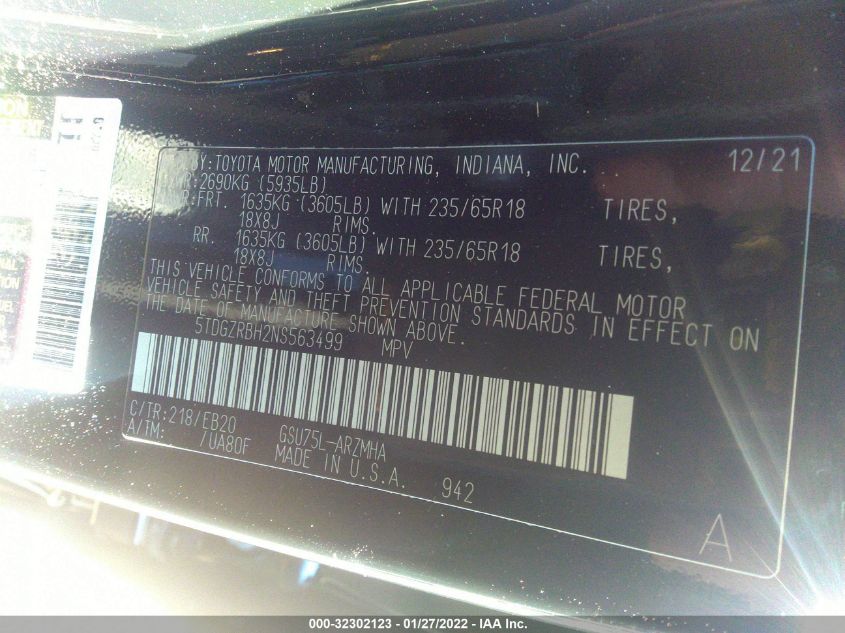 Y:TOYOTA MOTOR MANUFACTURING, INDIANA, INC. 12/21
R:2690KG (5935LB)
R:FRT. 1635KG (3605LB) WITH 235/65R18 TIRES,
18X8J RIMS.
RR. 1635KG (3605LB) WITH 235/65R18 TIRES,
18X8J RIMS.
THIS VEHICLE CONFORMS TO ALL APPLICABLE FEDERAL MOTOR
VEHICLE SAFETY AND THEFT PREVENTION STANDARDS IN EFFECT ON
THE DATE OF MANUFACTURE SHOWN ABOVE.
5TDGZRBH2NS563499 MPV
C/TR:218/EB20 GSU75L-ARZMHA
A/TM: /UA80F MADE IN U.S.A. 942
A
000-32302123 - 01/27/2022 - IAA Inc.